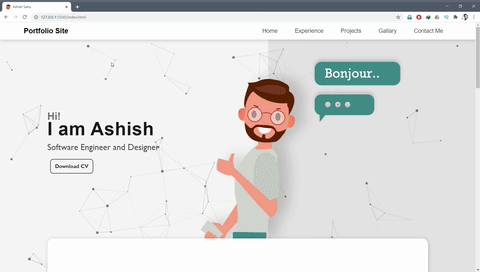 Ashish Sahu
127.0.0.1:5500/index.html
Portfolio Site
Home Experience Projects Gallary Contact Me
Bonjour..
Hi!
I am Ashish
Software Engineer and Designer
Download CV